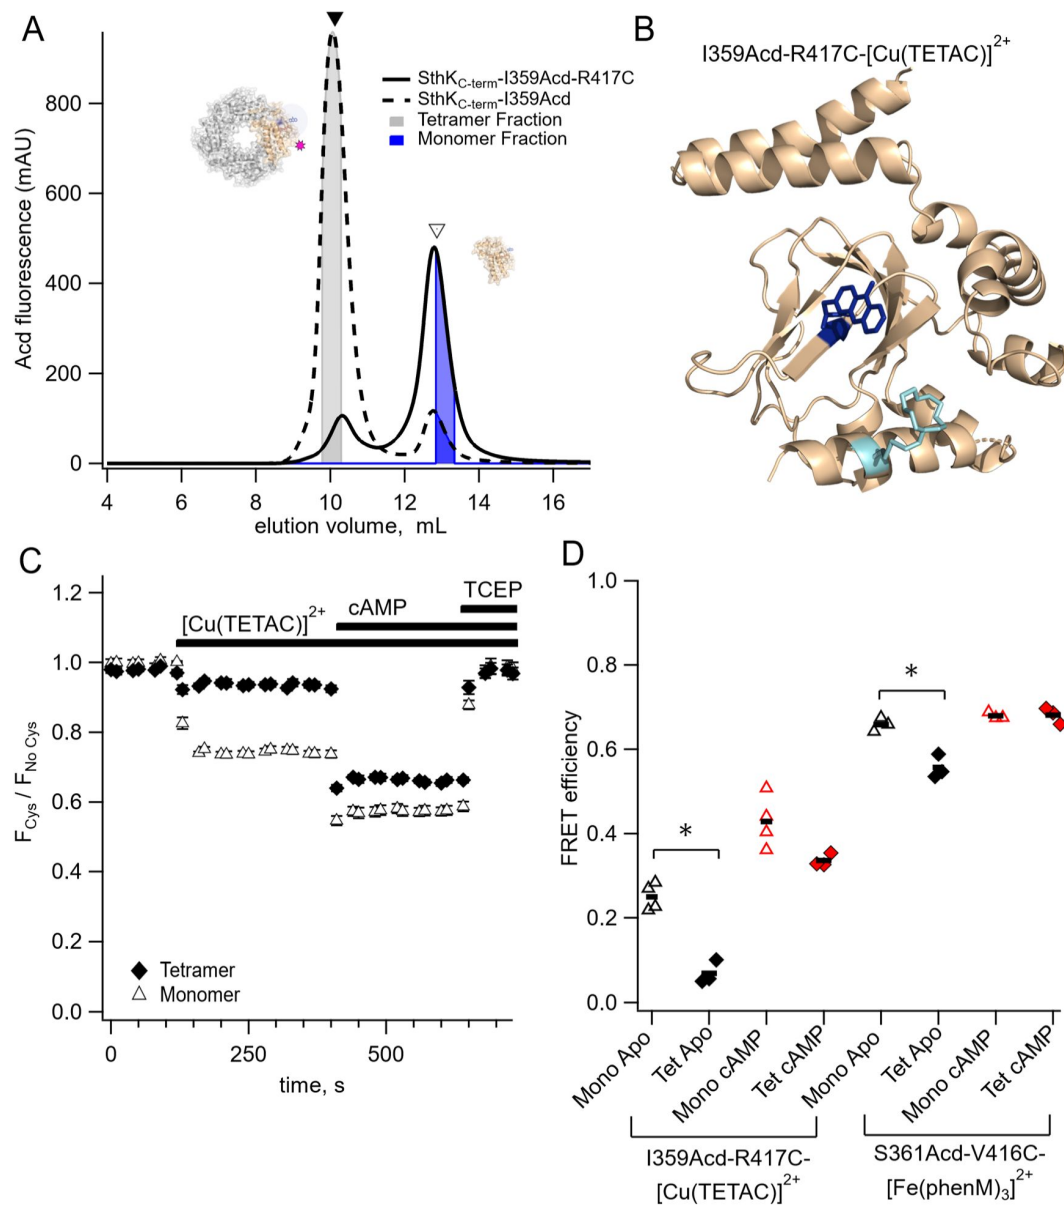 A
Acd fluorescence (mAU)
800
600
400
200
0
4 6 8 10 12 14 16
elution volume, mL
SthKC-term-I359Acd-R417C
SthKC-term-I359Acd
Tetramer Fraction
Monomer Fraction
B
I359Acd-R417C-[Cu(TETAC)]2+
C
FCys / FNo Cys
1.2
1.0
0.8
0.6
0.4
0.2
0.0
[Cu(TETAC)]2+
cAMP
TCEP
Tetramer
Monomer
0 250 500
time, s
D
FRET efficiency
1.0
0.8
0.6
0.4
0.2
0.0
*
*
Mono Apo
Tet Apo
Mono cAMP
Tet cAMP
Mono Apo
Tet Apo
Mono cAMP
Tet cAMP
I359Acd-R417C-
[Cu(TETAC)]2+
S361Acd-V416C-
[Fe(phenM)3]2+